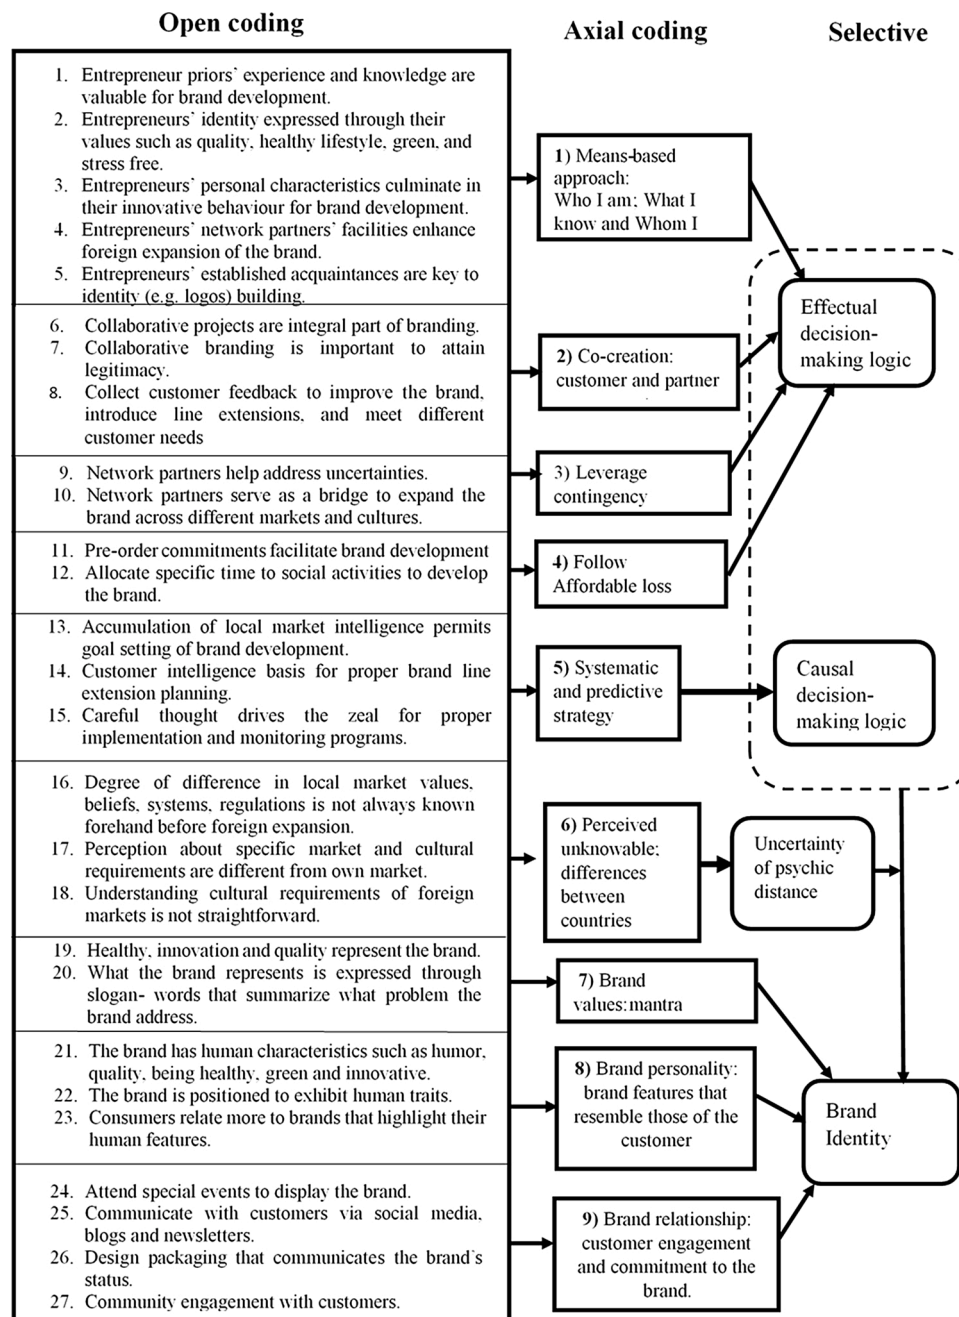 Open coding
Axial coding
Selective
1. Entrepreneur priors' experience and knowledge are
valuable for brand development.
2. Entrepreneurs' identity expressed through their
values such as quality, healthy lifestyle, green, and
stress free.
3. Entrepreneurs' personal characteristics culminate in
their innovative behaviour for brand development.
4. Entrepreneurs' network partners' facilities enhance
foreign expansion of the brand.
5. Entrepreneurs' established acquaintances are key to
identity (e.g. logos) building.
6. Collaborative projects are integral part of branding.
7. Collaborative branding is important to attain
legitimacy.
8. Collect customer feedback to improve the brand,
introduce line extensions, and meet different
customer needs
9. Network partners help address uncertainties.
10. Network partners serve as a bridge to expand the
brand across different markets and cultures.
11. Pre-order commitments facilitate brand development
12. Allocate specific time to social activities to develop
the brand.
13. Accumulation of local market intelligence permits
goal setting of brand development.
14. Customer intelligence basis for proper brand line
extension planning.
15. Careful thought drives the zeal for proper
implementation and monitoring programs.
16. Degree of difference in local market values,
beliefs, systems, regulations is not always known
forehand before foreign expansion.
17. Perception about specific market and cultural
requirements are different from own market.
18. Understanding cultural requirements of foreign
markets is not straightforward.
19. Healthy, innovation and quality represent the brand.
20. What the brand represents is expressed through
slogan- words that summarize what problem the
brand address.
21. The brand has human characteristics such as humor,
quality, being healthy, green and innovative.
22. The brand is positioned to exhibit human traits.
23. Consumers relate more to brands that highlight their
human features.
24. Attend special events to display the brand.
25. Communicate with customers via social media,
blogs and newsletters.
26. Design packaging that communicates the brand's
status.
27. Community engagement with customers.
1) Means-based
approach:
Who I am; What I
know and Whom I
2) Co-creation:
customer and partner
3) Leverage
contingency
4) Follow
Affordable loss
5) Systematic
and predictive
strategy
6) Perceived
unknowable;
differences
between
countries
7) Brand
values:mantra
8) Brand personality:
brand features that
resemble those of the
customer
9) Brand relationship:
customer engagement
and commitment to the
brand.
Effectual
decision-
making logic
Causal
decision-
making logic
Uncertainty
of psychic
distance
Brand
Identity